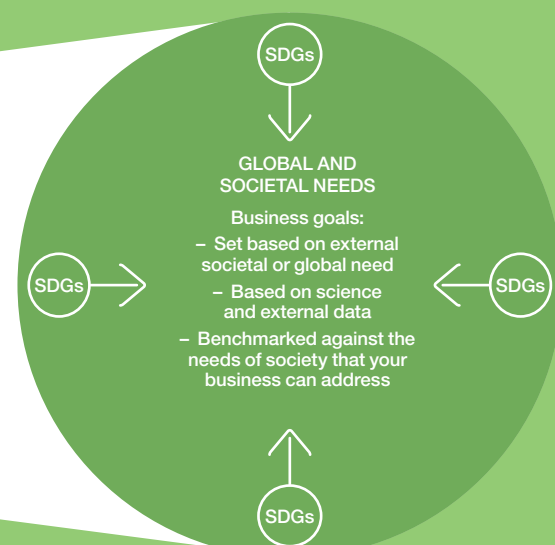 SDGs
GLOBAL AND
SOCIETAL NEEDS
Business goals:
– Set based on external
societal or global need
– Based on science
and external data
– Benchmarked against the
needs of society that your
business can address
SDGs
SDGs
SDGs